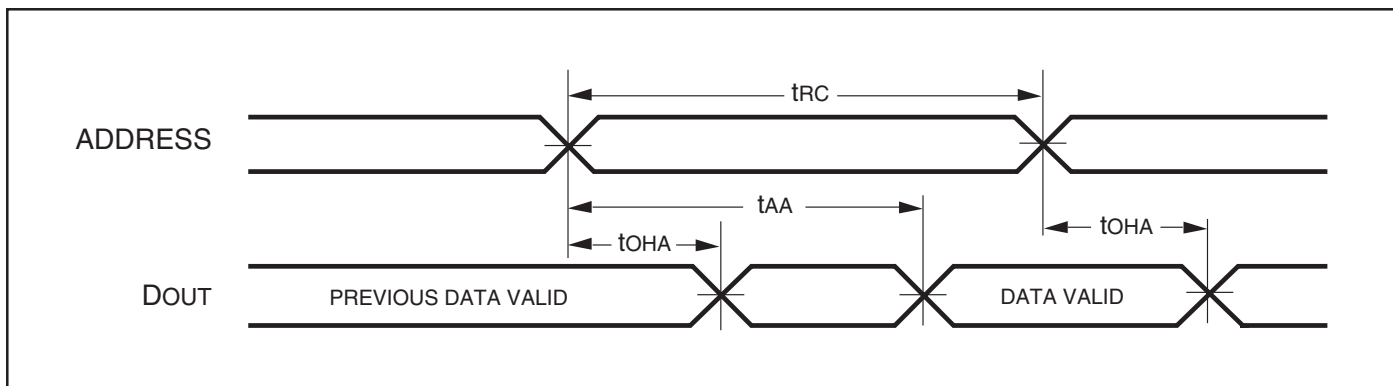 tRC
ADDRESS
tAA
tOHA
tOHA
DOUT
PREVIOUS DATA VALID
DATA VALID